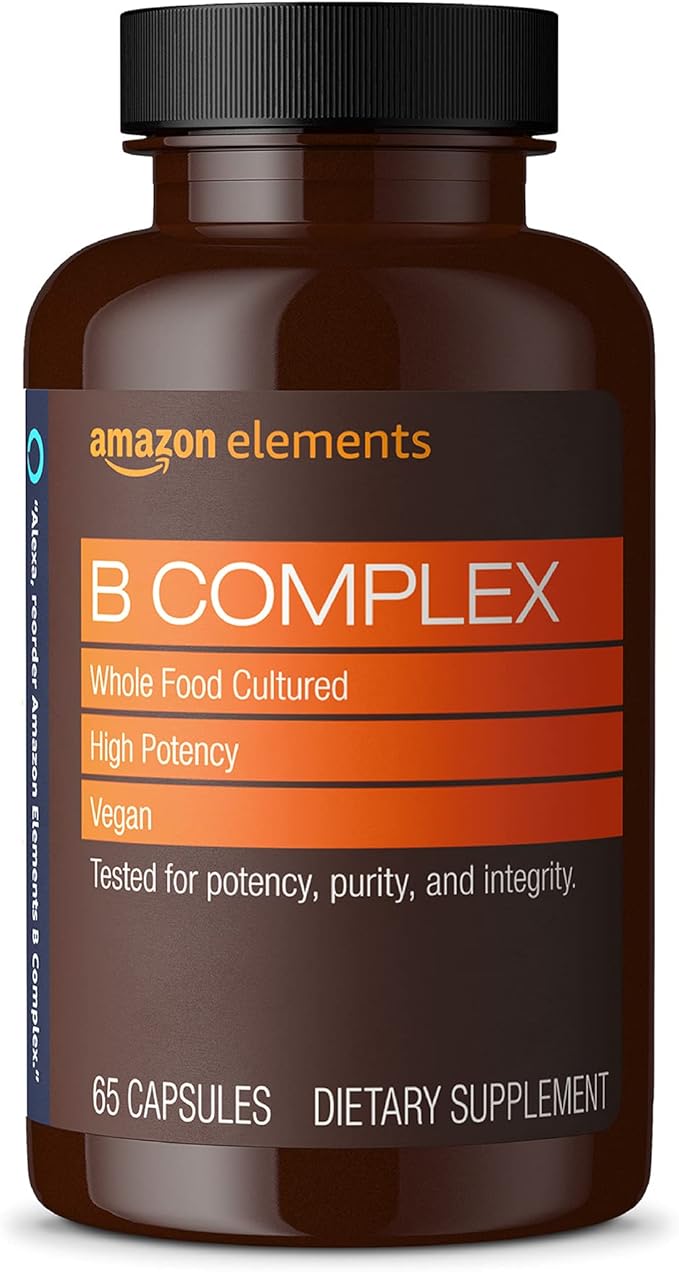 amazon elements
B COMPLEX
Whole Food Cultured
High Potency
Vegan
Tested for potency, purity, and integrity.
65 CAPSULES DIETARY SUPPLEMENT
"Alexa, reorder Amazon Elements B Complex."